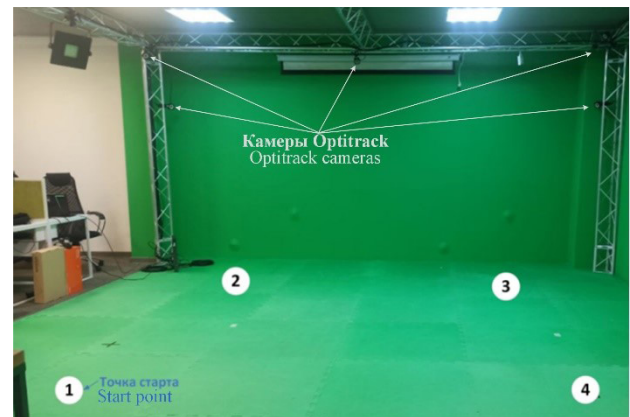 Камеры Optitrack
Optitrack cameras
2
3
1
Точка старта
Start point
4